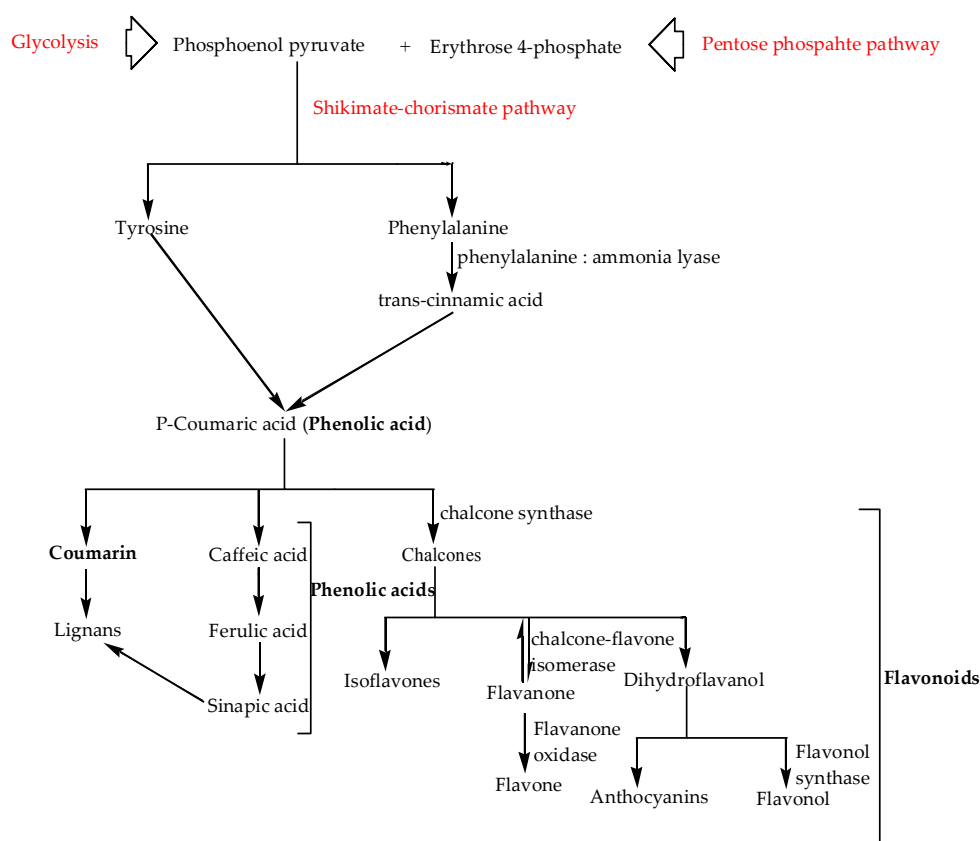 Glycolysis
Phosphoenol pyruvate + Erythrose 4-phosphate
Pentose phospahte pathway
Shikimate-chorismate pathway
Tyrosine
Phenylalanine
phenylalanine : ammonia lyase
trans-cinnamic acid
P-Coumaric acid (Phenolic acid)
chalcone synthase
Coumarin
Caffeic acid
Chalcones
Phenolic acids
Lignans
Ferulic acid
chalcone-flavone
isomerase
Isoflavones
Flavanone
Dihydroflavanol
Flavonoids
Sinapic acid
Flavanone
oxidase
Flavonol
synthase
Flavone
Anthocyanins
Flavonol